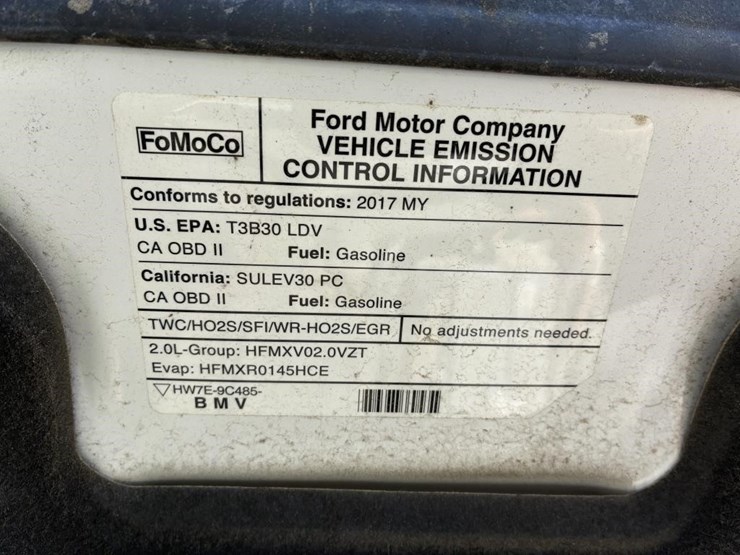 FoMoCo
Ford Motor Company
VEHICLE EMISSION
CONTROL INFORMATION
Conforms to regulations: 2017 MY
U.S. EPA: T3B30 LDV
CA OBD II Fuel: Gasoline
California: SULEV30 PC
CA OBD II Fuel: Gasoline
TWC/HO2S/SFI/WR-HO2S/EGR No adjustments needed.
2.0L-Group: HFMXV02.0VZT
Evap: HFMXR0145HCE
HW7E-9C485-
B M V